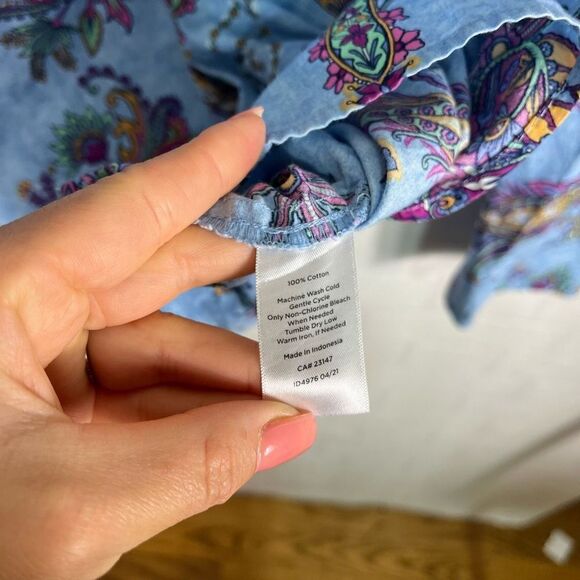 100% Cotton
Machine Wash Cold
Gentle Cycle
Only Non-Chlorine Bleach
When Needed
Tumble Dry Low
Warm Iron, if Needed
Made in Indonesia
CA# 23147
ID4976 04/21